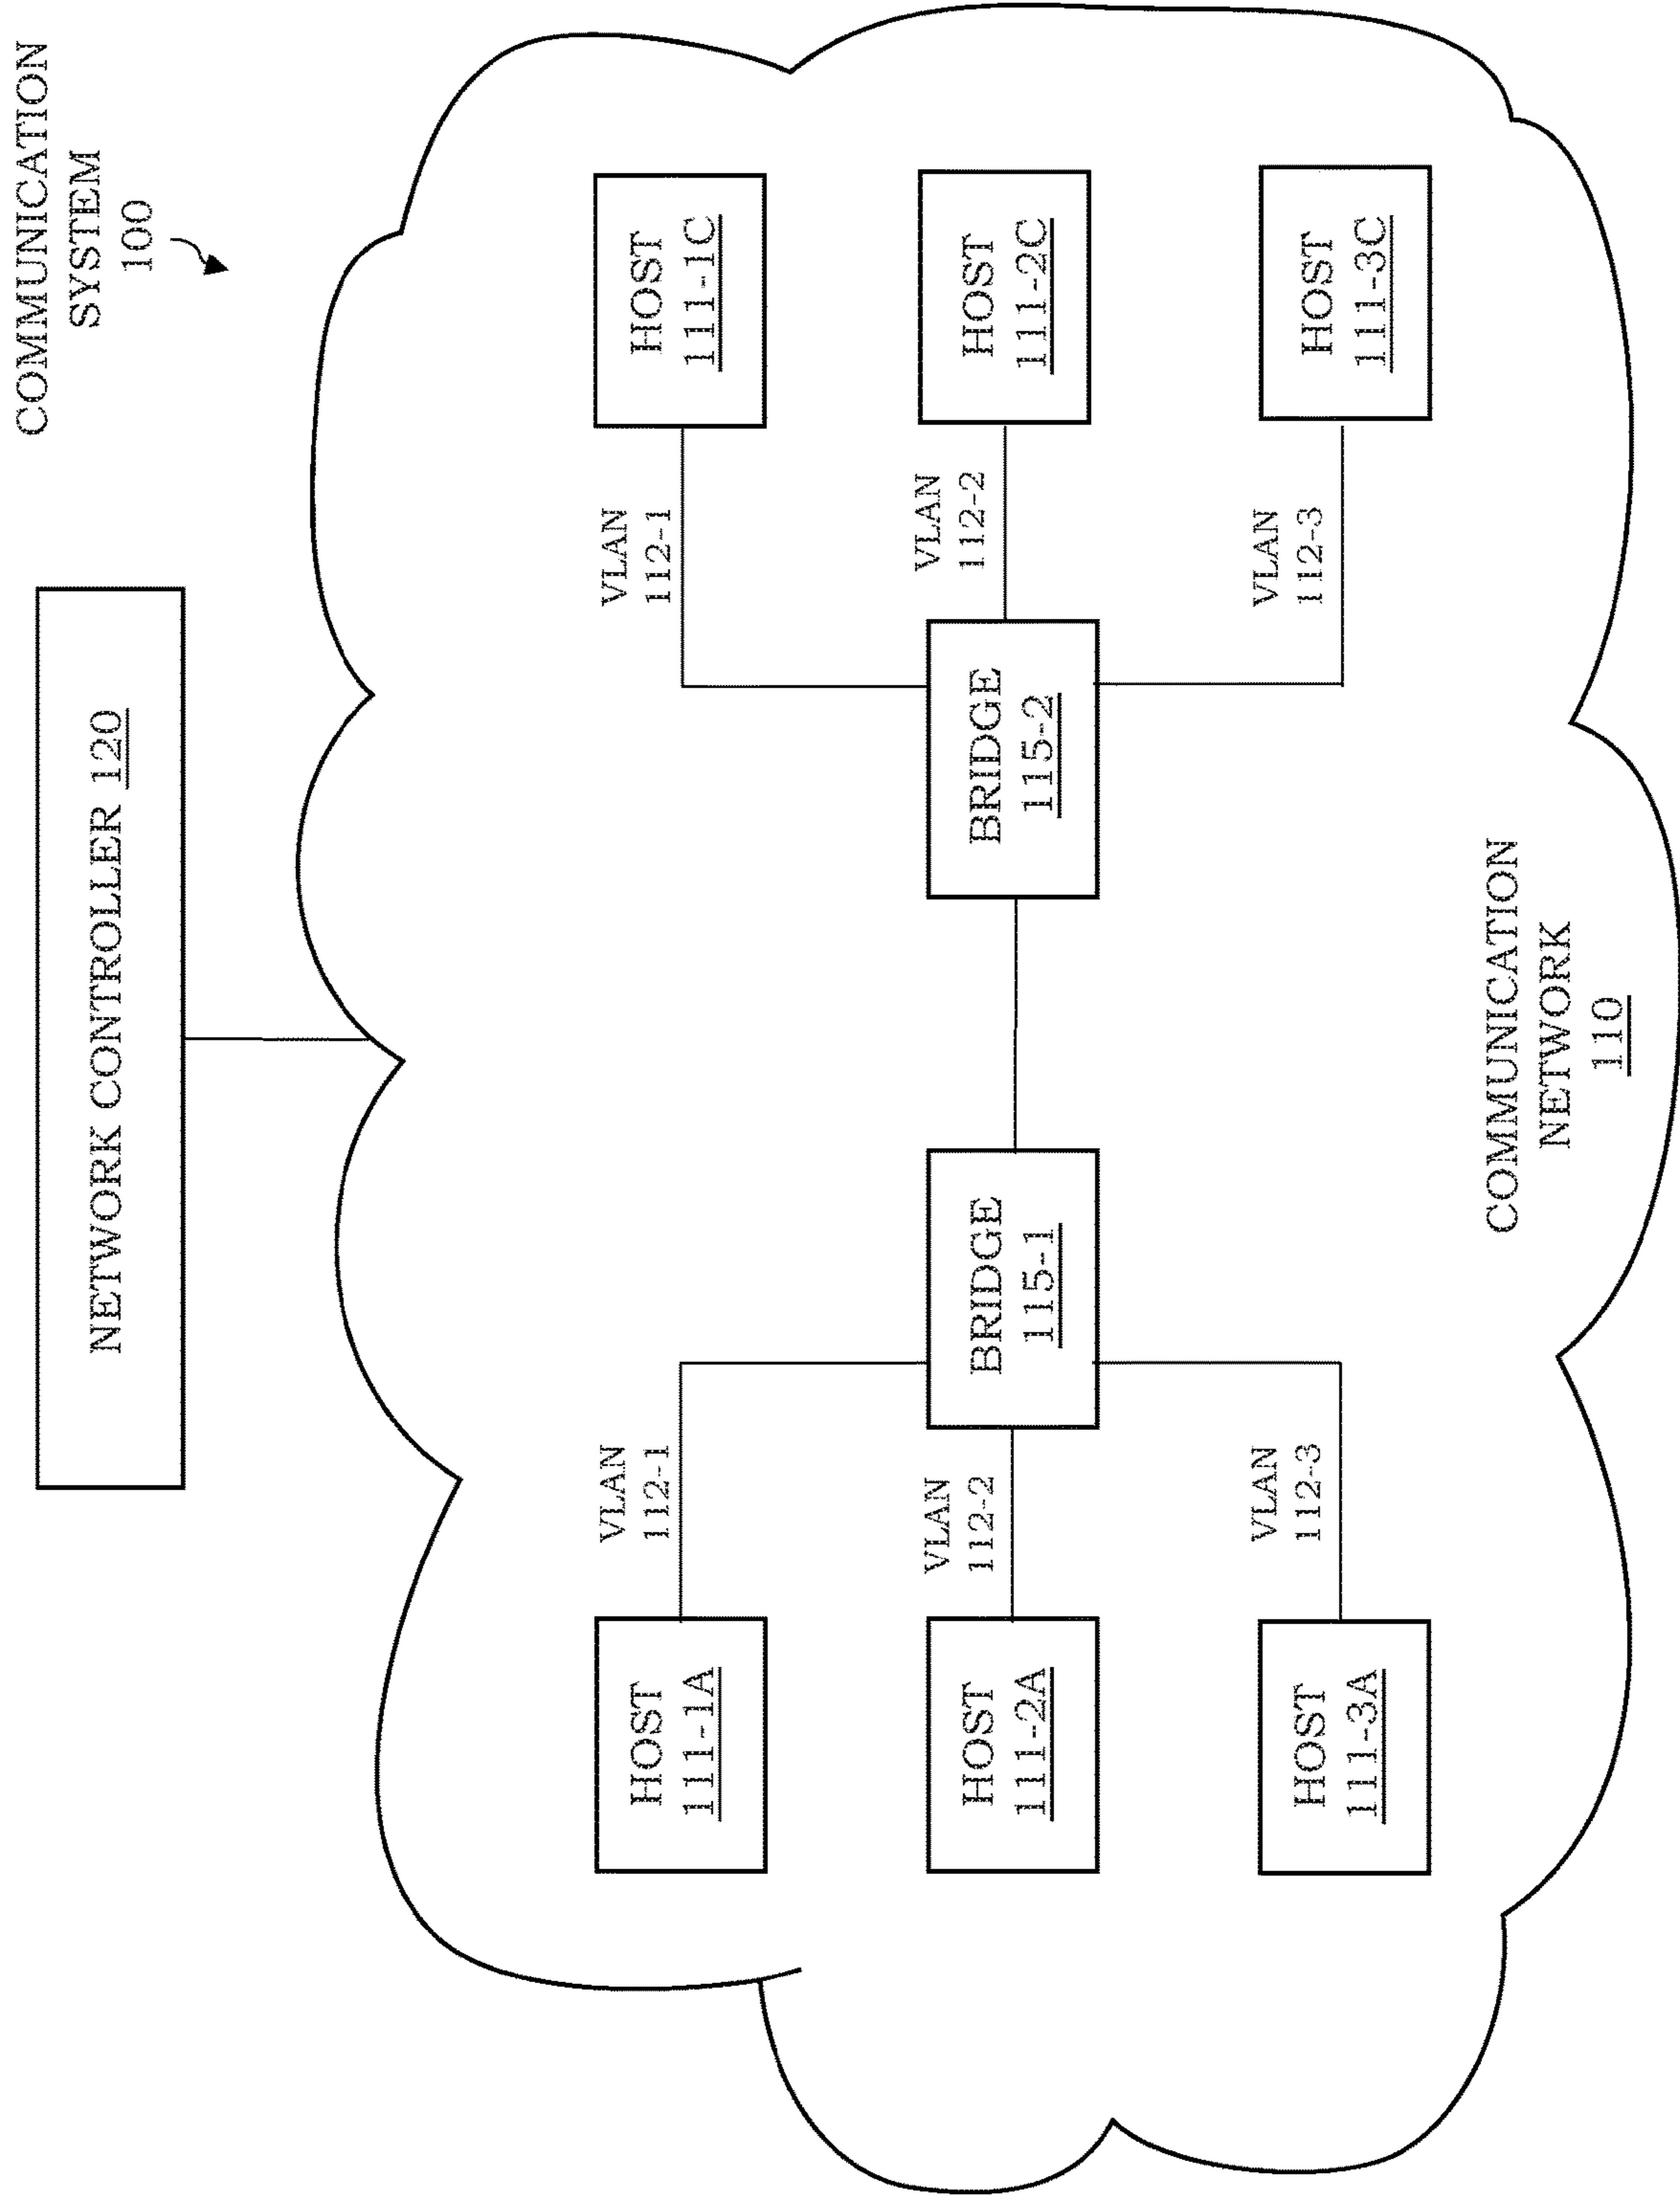 COMMUNICATION
SYSTEM
100
NETWORK CONTROLLER 120
HOST
111-1A
VLAN
112-1
VLAN
112-1
HOST
111-1C
HOST
111-2A
VLAN
112-2
BRIDGE
115-1
BRIDGE
115-2
VLAN
112-2
HOST
111-2C
HOST
111-3A
VLAN
112-3
VLAN
112-3
HOST
111-3C
COMMUNICATION
NETWORK
110